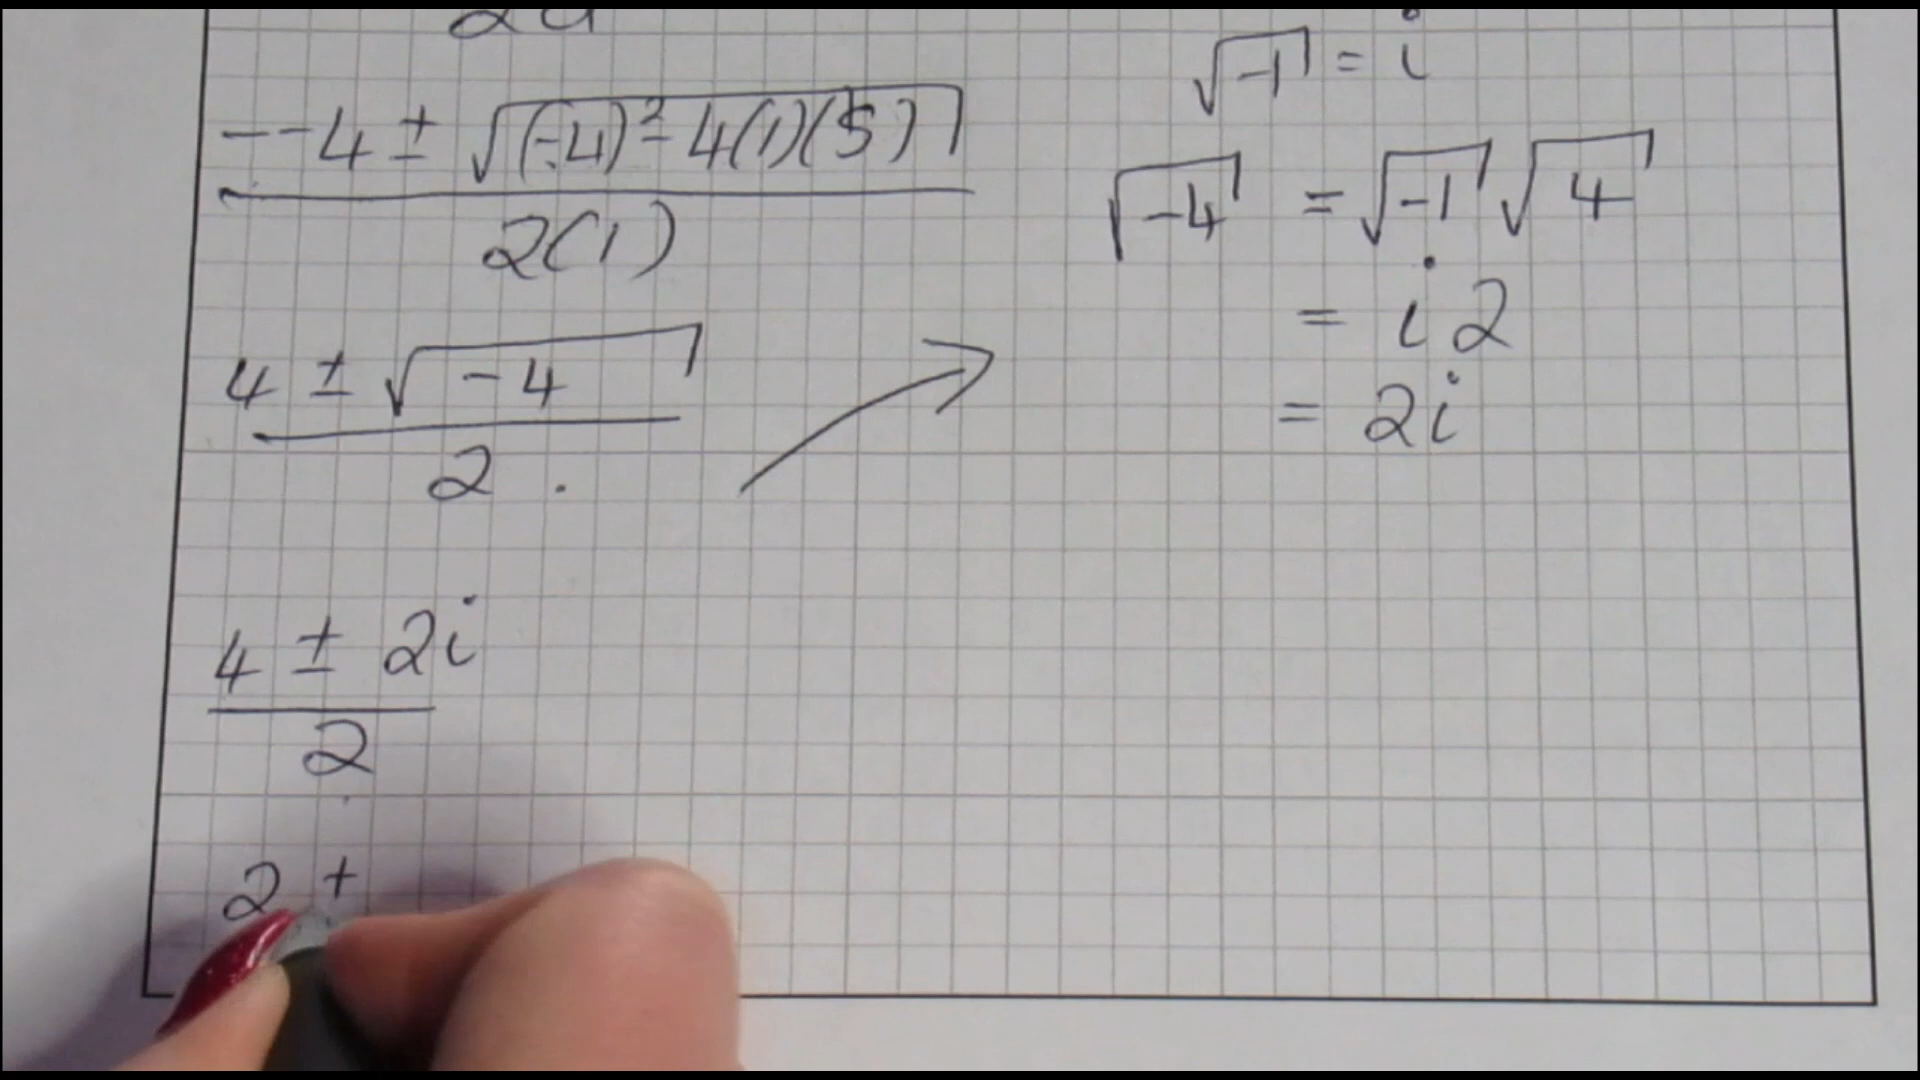 2a
--4 ± √(-4)² - 4(1)(5)
2(1)
4 ± √-4
2
4 ± 2i
2
2 +
√-1 = i
√-4 = √-1 √4
= i2
= 2i